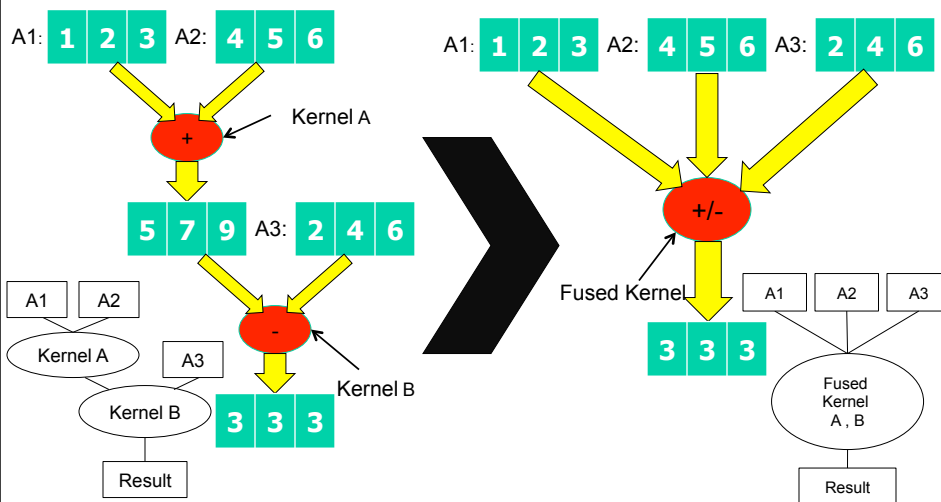 A1: 1 2 3 A2: 4 5 6
+
Kernel A
5 7 9 A3: 2 4 6
-
Kernel B
3 3 3
A1 A2
Kernel A
A3
Kernel B
Result
A1: 1 2 3 A2: 4 5 6 A3: 2 4 6
+/-
Fused Kernel
3 3 3
A1 A2 A3
Fused
Kernel
A , B
Result